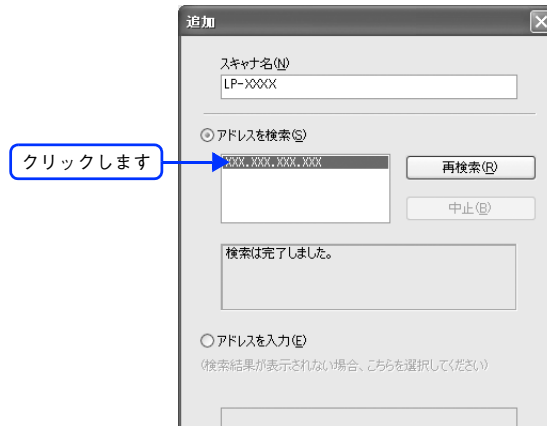 追加
スキャナ名(N)
LP-XXXX
アドレスを検索(S)
クリックします
XXX.XXX.XXX.XXX
再検索(R)
中止(B)
検索は完了しました。
アドレスを入力(E)
(検索結果が表示されない場合、こちらを選択してください)